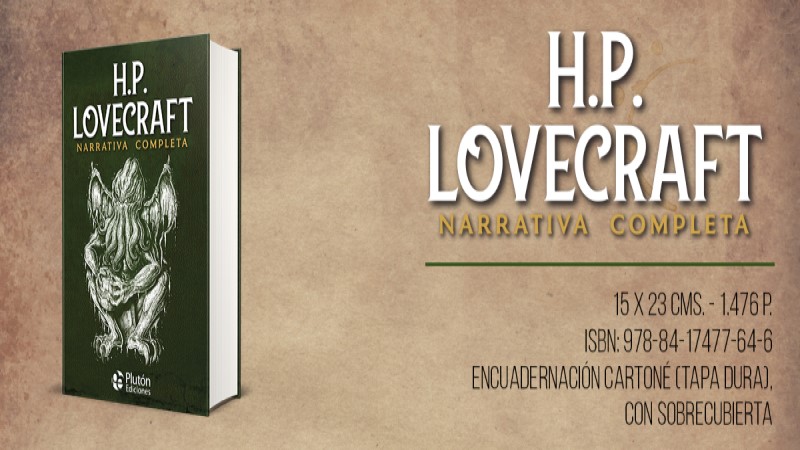 H.P.
LOVECRAFT
NARRATIVA COMPLETA
Plutón
Ediciones
H.P.
LOVECRAFT
NARRATIVA COMPLETA
15 X 23 CMS. - 1.476 P.
ISBN: 978-84-17477-64-6
ENCUADERNACIÓN CARTONÉ (TAPA DURA),
CON SOBRECUBIERTA